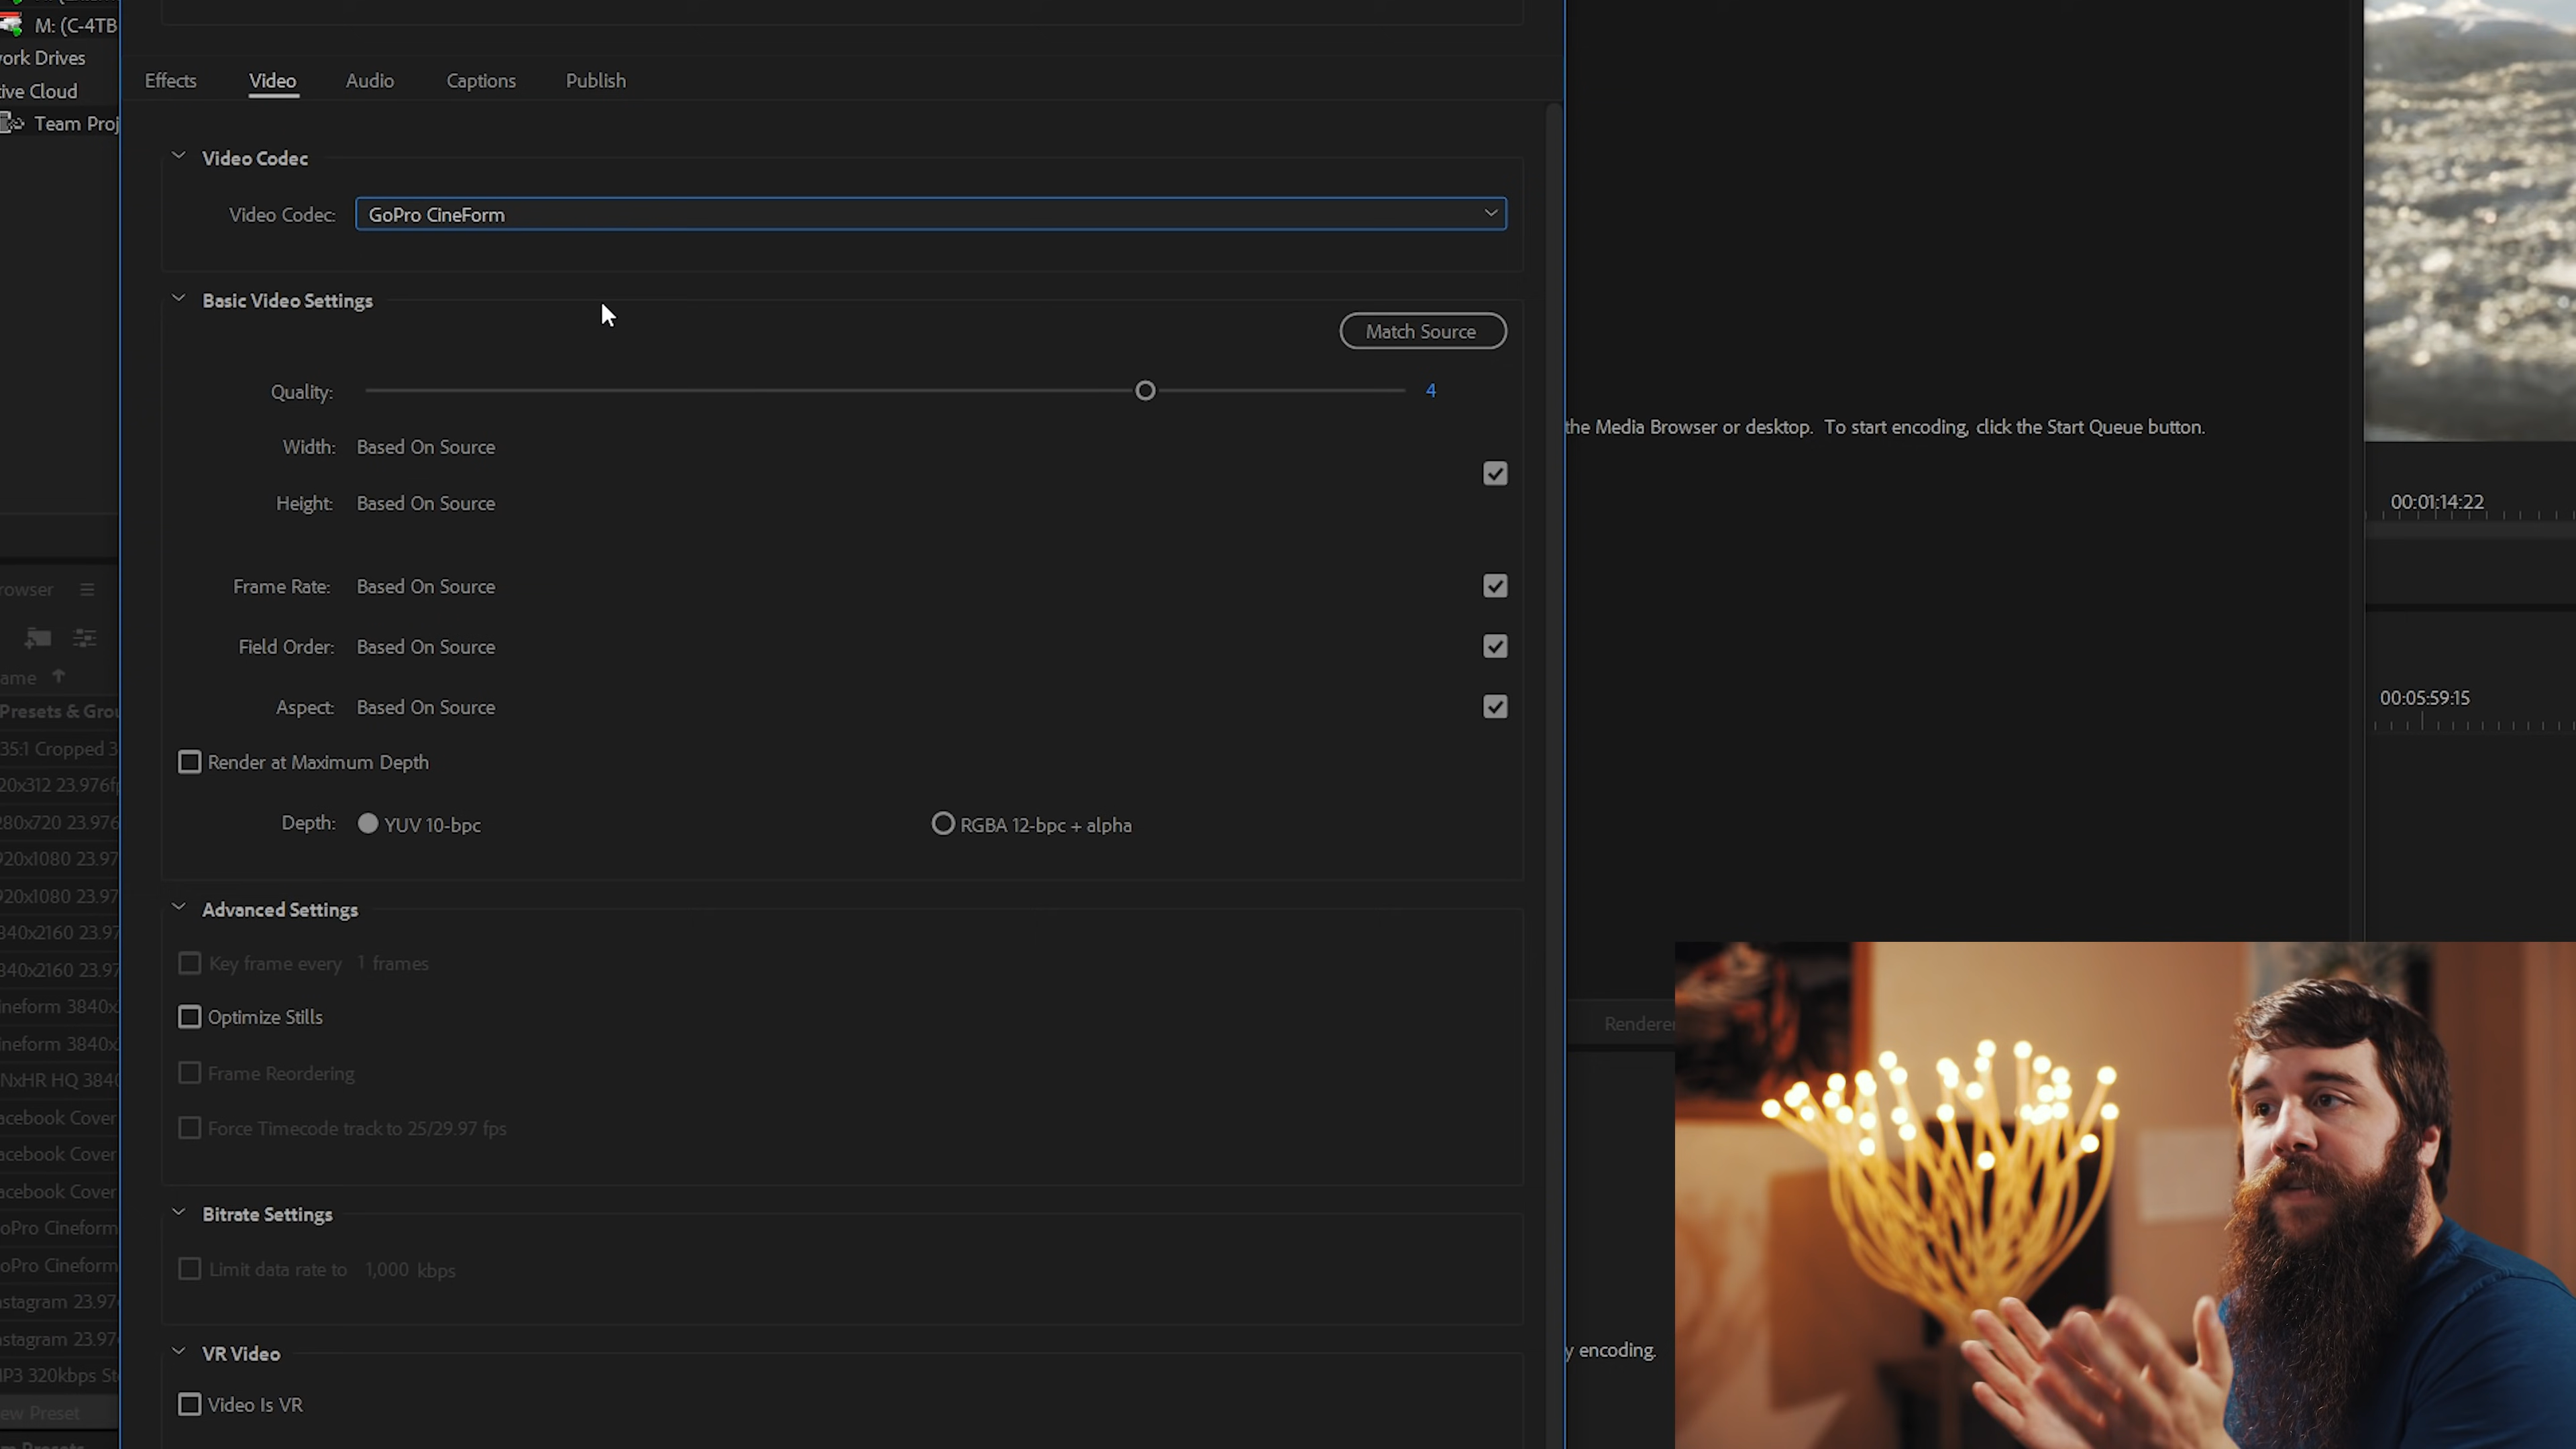 M: (C-4TB
ork Drives
tive Cloud
Team Proj
Effects Video Audio Captions Publish
Video Codec
Video Codec: GoPro CineForm
Basic Video Settings
Match Source
Quality: 4
Width: Based On Source
Height: Based On Source
Frame Rate: Based On Source
Field Order: Based On Source
Aspect: Based On Source
Render at Maximum Depth
Depth: YUV 10-bpc RGBA 12-bpc + alpha
Advanced Settings
Key frame every 1 frames
Optimize Stills
Frame Reordering
Force Timecode track to 25/29.97 fps
Bitrate Settings
Limit data rate to 1,000 kbps
VR Video
Video Is VR
rowser
ame
Presets & Grou
35:1 Cropped 3
20x312 23.976fp
280x720 23.976
920x1080 23.97
920x1080 23.97
840x2160 23.97
840x2160 23.97
ineform 3840x
ineform 3840x
NxHR HQ 3840
acebook Cover
acebook Cover
acebook Cover
oPro Cineform
oPro Cineform
nstagram 23.976
nstagram 23.976
MP3 320kbps Ste
ew Preset
the Media Browser or desktop. To start encoding, click the Start Queue button.
00:01:14:22
00:05:59:15
Renderer
y encoding.